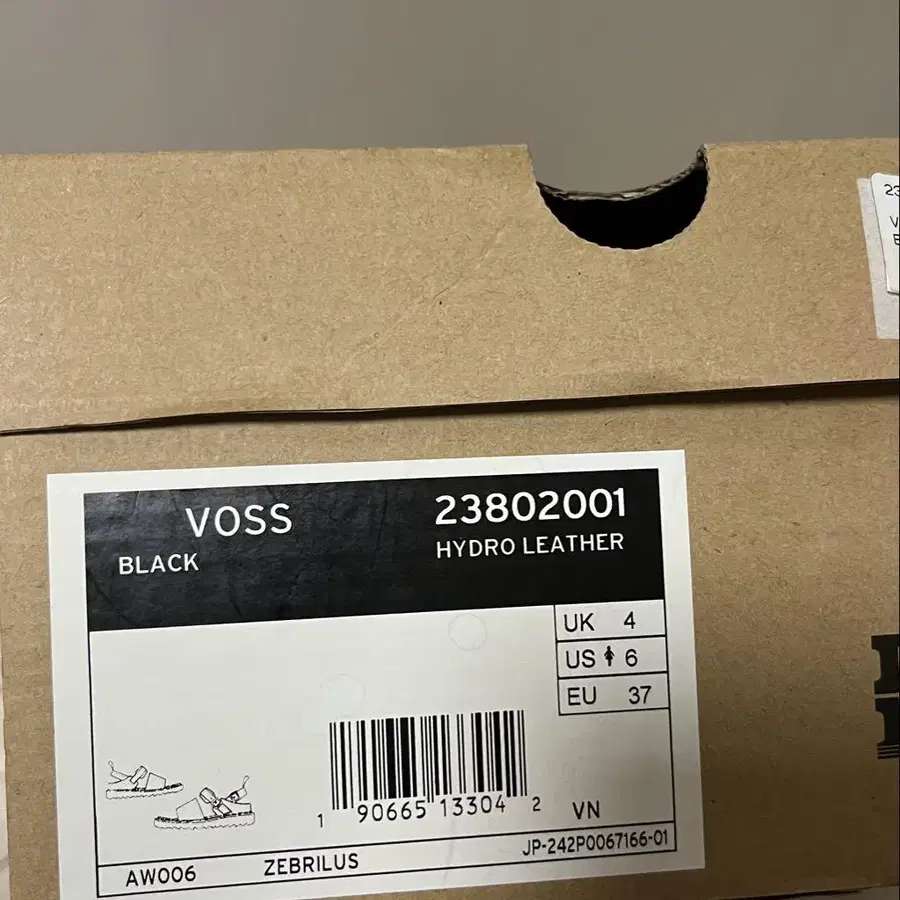 23
V
VOSS 23802001
BLACK HYDRO LEATHER
UK 4
US 6
EU 37
1 90665 13304 2
VN
JP-242P0067166-01
AW006 ZEBRILUS